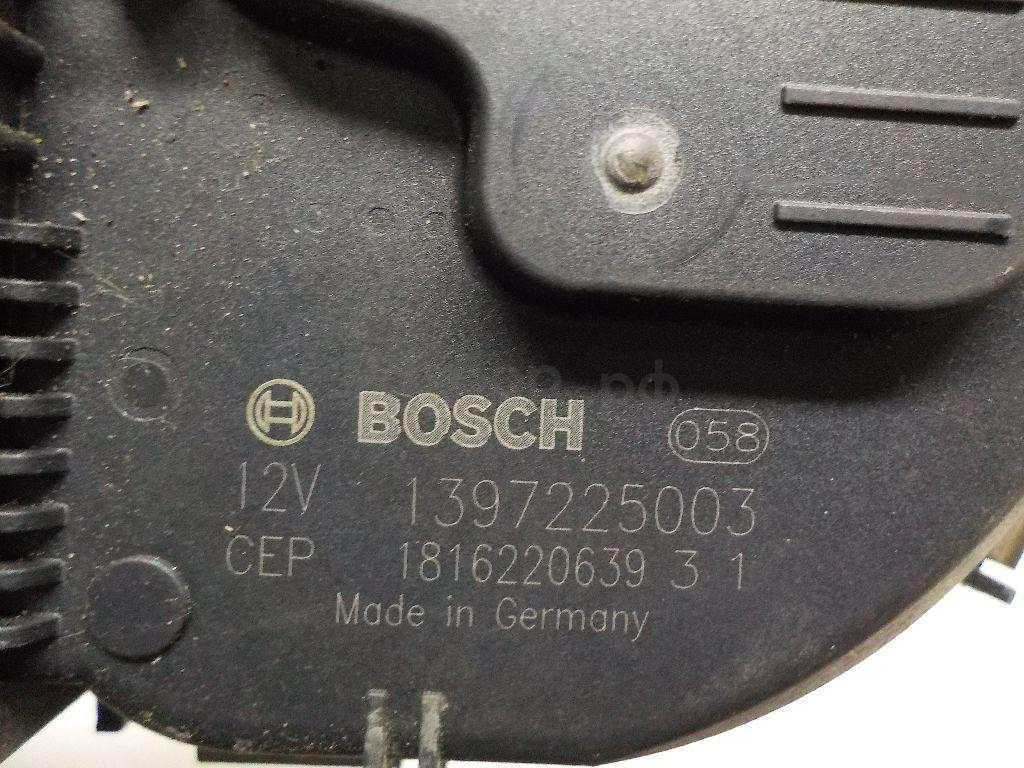 BOSCH 058
12V 1397225003
CEP 1816220639 3 1
Made in Germany